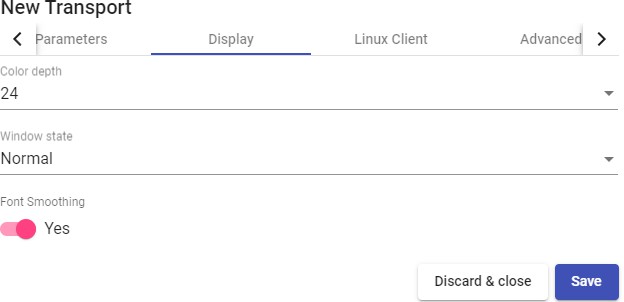 New Transport
Parameters Display Linux Client Advanced
Color depth
24
Window state
Normal
Font Smoothing
Yes
Discard & close Save